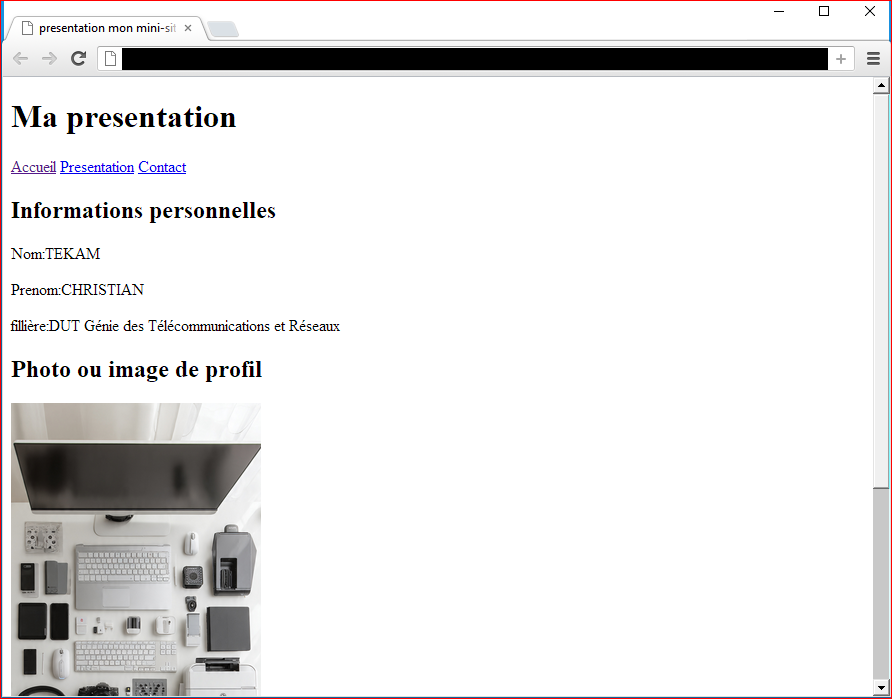 presentation mon mini-sit
Ma presentation
Accueil Presentation Contact
Informations personnelles
Nom:TEKAM
Prenom:CHRISTIAN
fillière:DUT Génie des Télécommunications et Réseaux
Photo ou image de profil